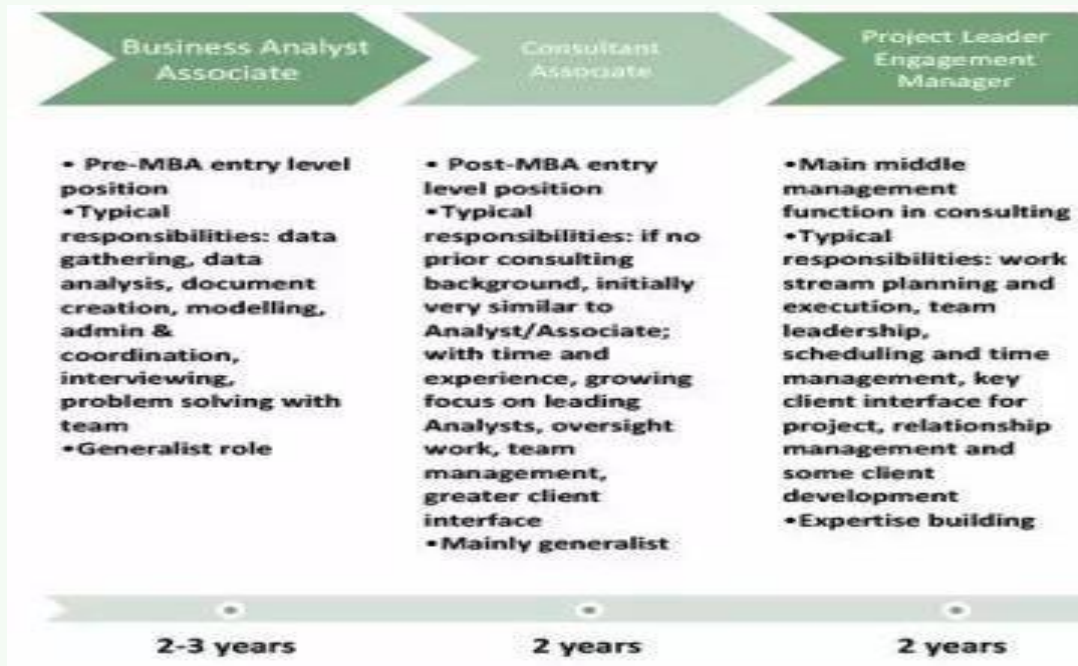 Business Analyst
Associate
Consultant
Associate
Project Leader
Engagement
Manager
• Pre-MBA entry level
position
•Typical
responsibilities: data
gathering, data
analysis, document
creation, modelling,
admin &
coordination,
interviewing,
problem solving with
team
•Generalist role
• Post-MBA entry
level position
•Typical
responsibilities: if no
prior consulting
background, initially
very similar to
Analyst/Associate;
with time and
experience, growing
focus on leading
Analysts, oversight
work, team
management,
greater client
interface
•Mainly generalist
•Main middle
management
function in consulting
•Typical
responsibilities: work
stream planning and
execution, team
leadership,
scheduling and time
management, key
client interface for
project, relationship
management and
some client
development
•Expertise building
2-3 years
2 years
2 years